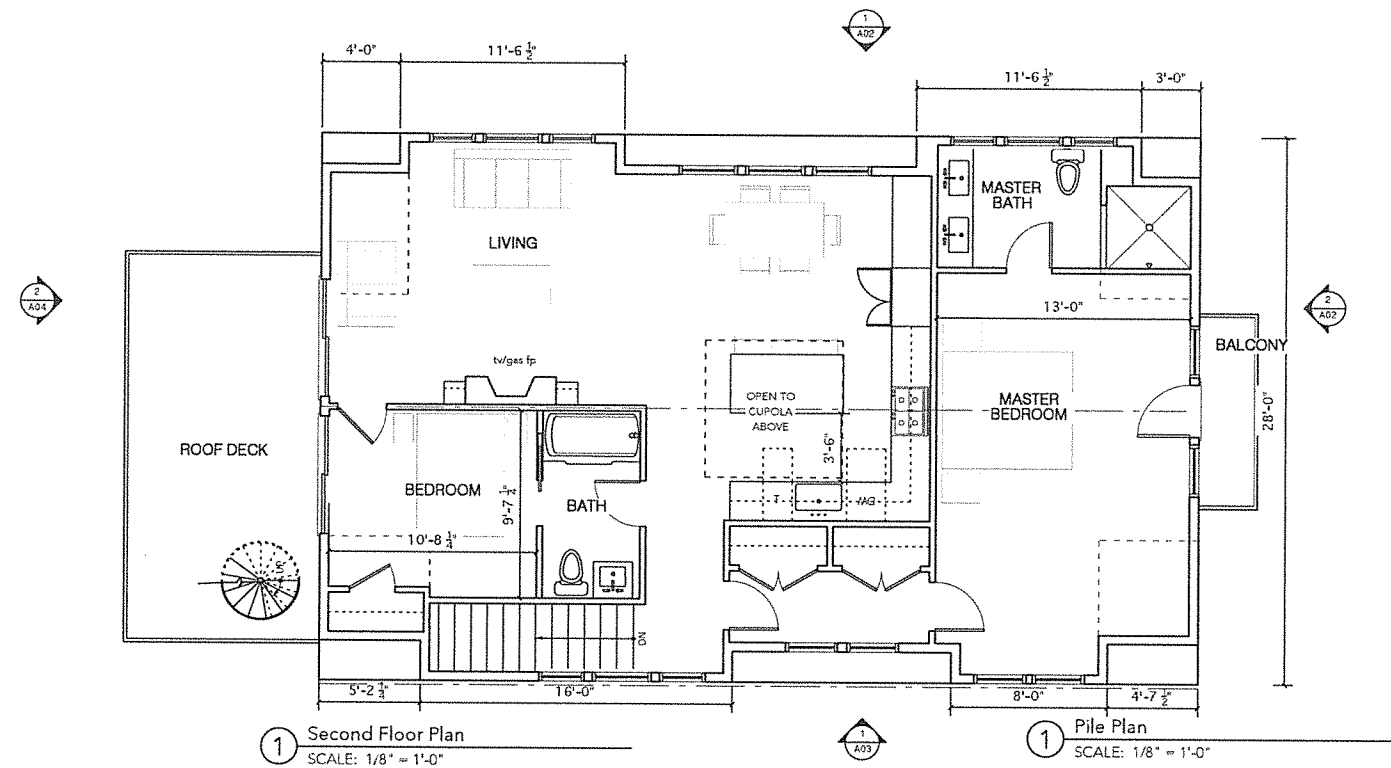 1
A02
4'-0"
11'-6 1/2"
11'-6 1/2"
3'-0"
MASTER
BATH
LIVING
2
A04
13'-0"
2
A02
BALCONY
tv/gas fp
OPEN TO
CUPOLA
ABOVE
MASTER
BEDROOM
28'-0"
ROOF DECK
3'-6"
BEDROOM
9'-7 1/4"
BATH
T
DW
10'-8 1/4"
UP
DN
5'-2 1/4"
16'-0"
8'-0"
4'-7 1/2"
1
Second Floor Plan
SCALE: 1/8" = 1'-0"
1
A03
1
Pile Plan
SCALE: 1/8" = 1'-0"